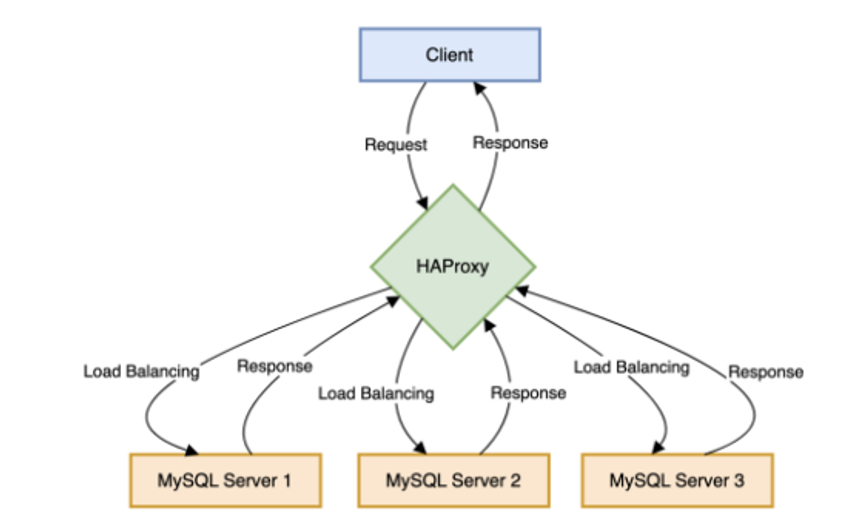 Client
Request
Response
HAProxy
Load Balancing
Response
Load Balancing
Response
Load Balancing
Response
MySQL Server 1
MySQL Server 2
MySQL Server 3